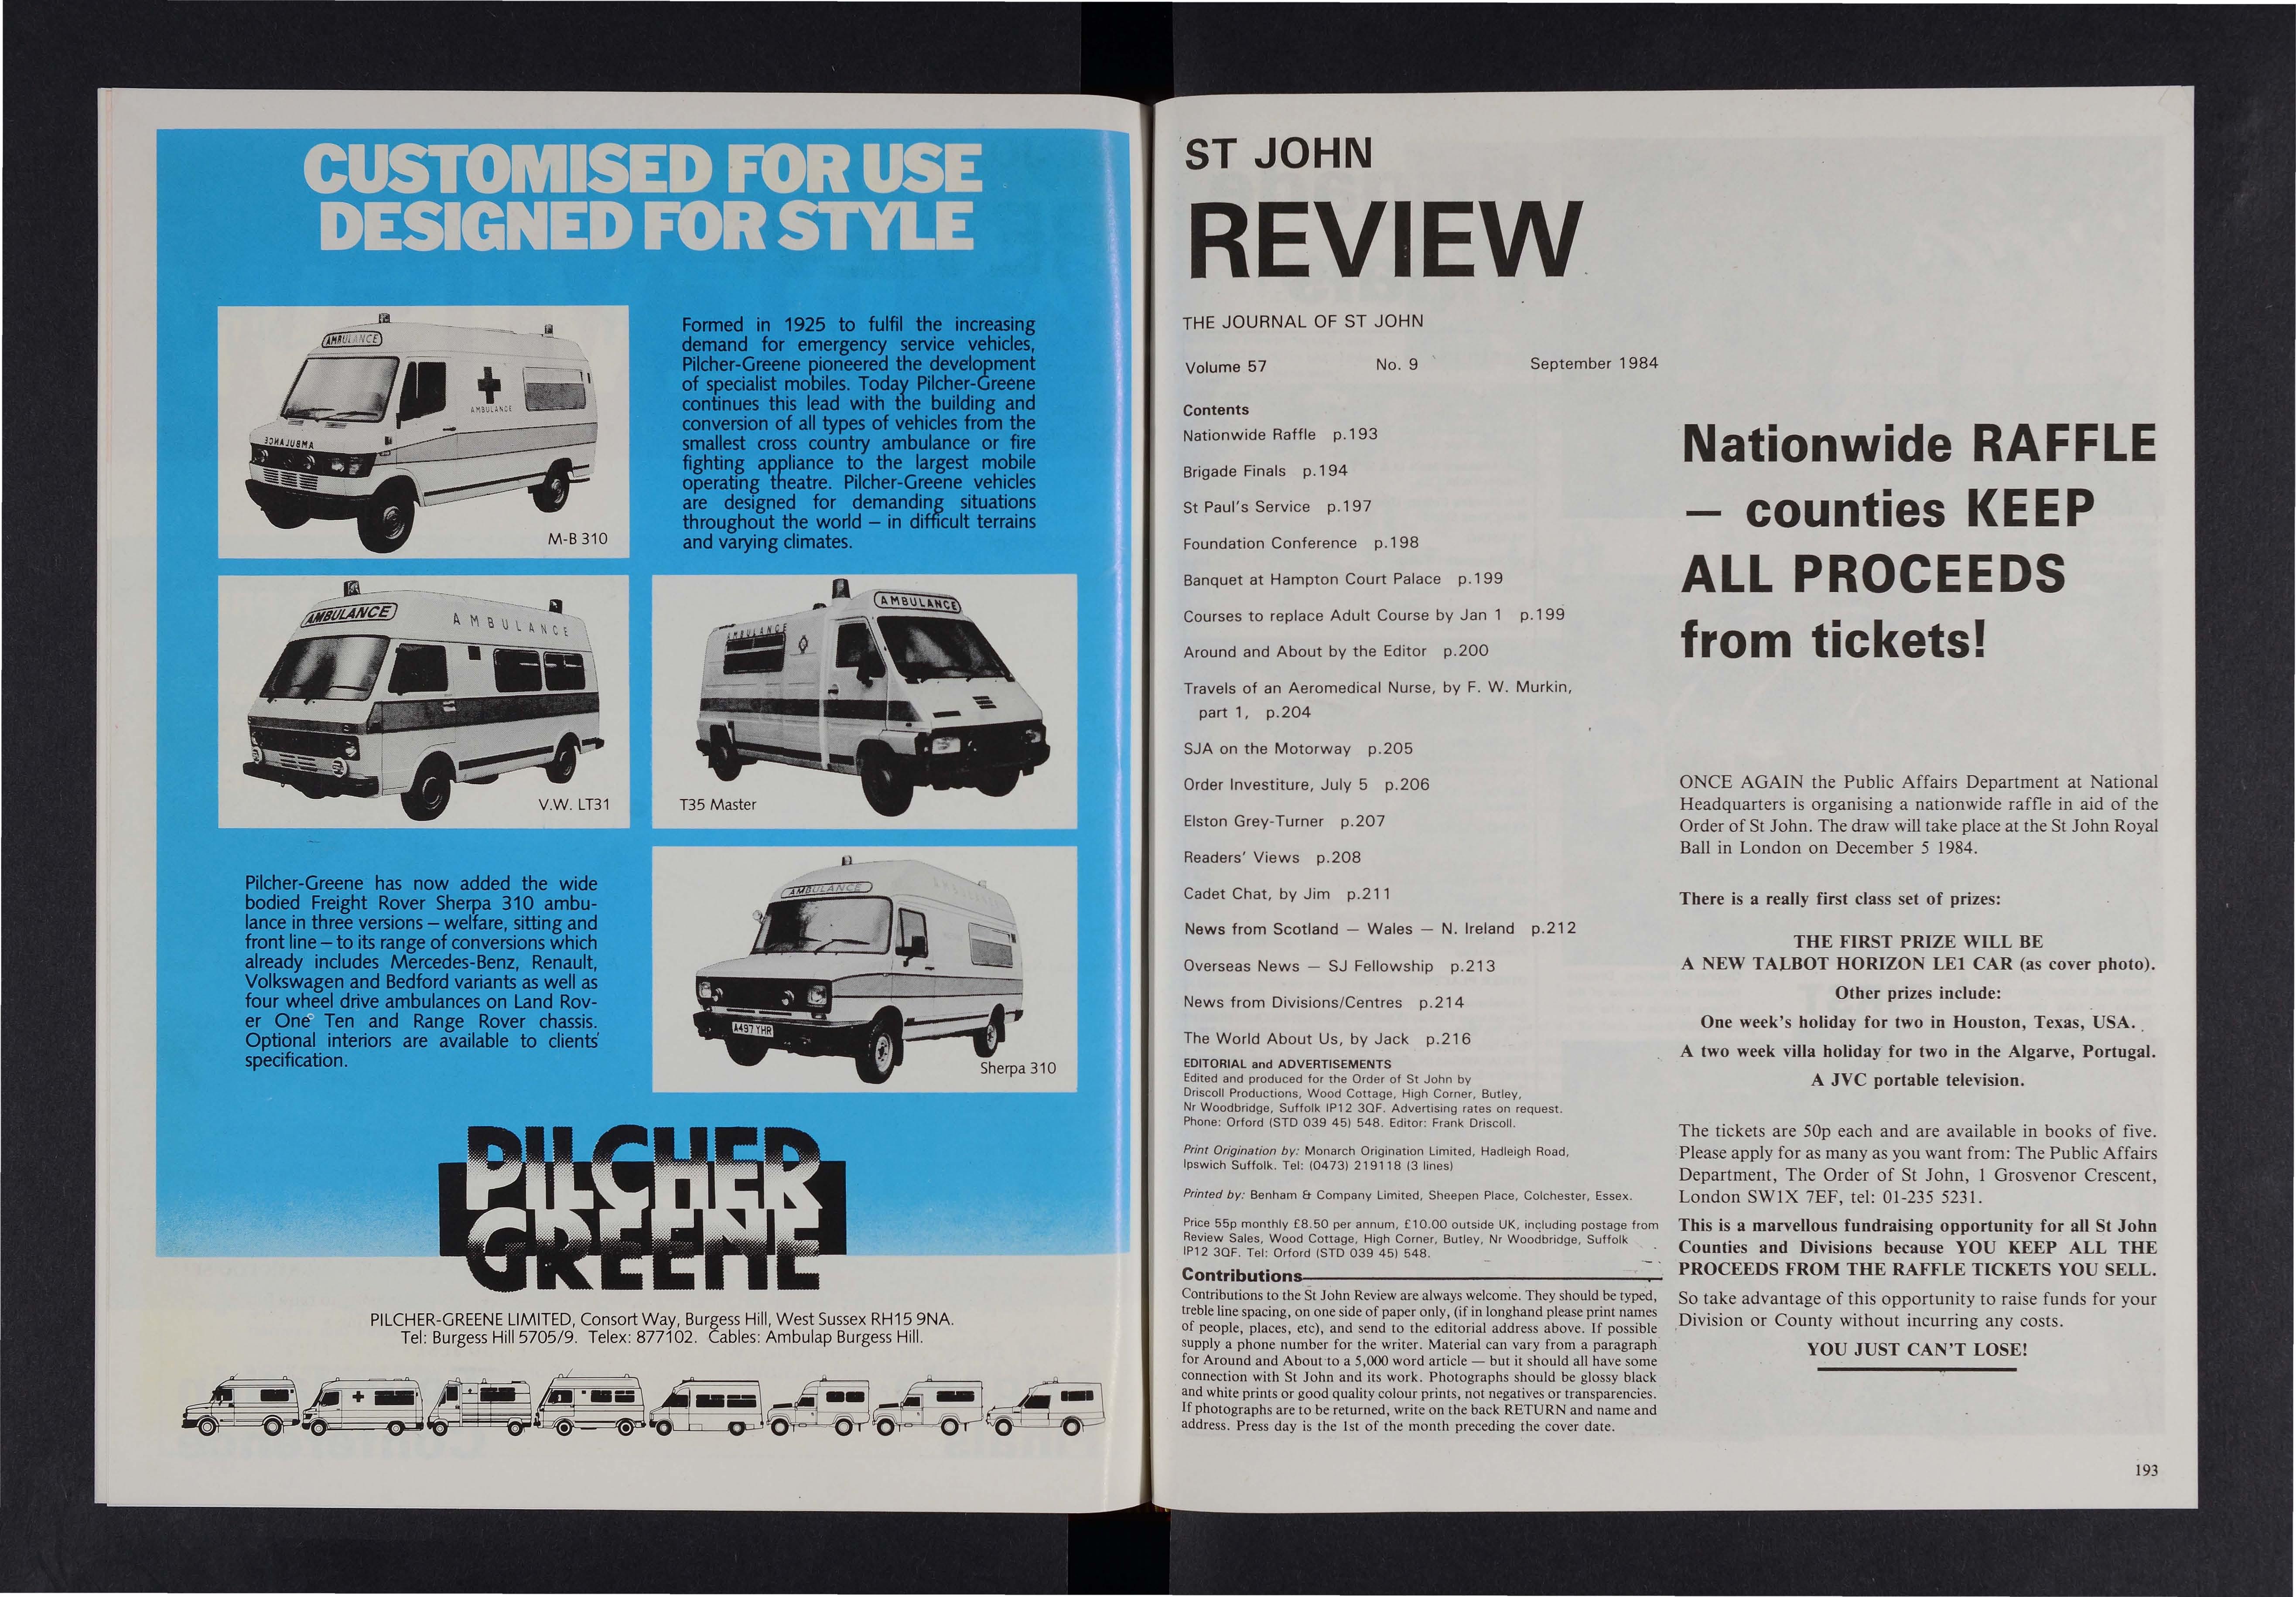 CUSTOMISED FOR USE
DESIGNED FOR STYLE
AMBULANCE
AMBULANCE
AMBULANCE
M-B 310
Formed in 1925 to fulfil the increasing
demand for emergency service vehicles,
Pilcher-Greene pioneered the development
of specialist mobiles. Today Pilcher-Greene
continues this lead with the building and
conversion of all types of vehicles from the
smallest cross country ambulance or fire
fighting appliance to the largest mobile
operating theatre. Pilcher-Greene vehicles
are designed for demanding situations
throughout the world – in difficult terrains
and varying climates.
AMBULANCE
AMBULANCE
V.W. LT31
AMBULANCE
AMBULANCE
T35 Master
Pilcher-Greene has now added the wide
bodied Freight Rover Sherpa 310 ambu-
lance in three versions – welfare, sitting and
front line – to its range of conversions which
already includes Mercedes-Benz, Renault,
Volkswagen and Bedford variants as well as
four wheel drive ambulances on Land Rov-
er One Ten and Range Rover chassis.
Optional interiors are available to clients'
specification.
AMBULANCE
A497 YHR
Sherpa 310
PILCHER
GREENE
PILCHER-GREENE LIMITED, Consort Way, Burgess Hill, West Sussex RH15 9NA.
Tel: Burgess Hill 5705/9. Telex: 877102. Cables: Ambulap Burgess Hill.
ST JOHN
REVIEW
THE JOURNAL OF ST JOHN
Volume 57 No. 9 September 1984
Contents
Nationwide Raffle p.193
Brigade Finals p.194
St Paul's Service p.197
Foundation Conference p.198
Banquet at Hampton Court Palace p.199
Courses to replace Adult Course by Jan 1 p.199
Around and About by the Editor p.200
Travels of an Aeromedical Nurse, by F. W. Murkin,
part 1, p.204
SJA on the Motorway p.205
Order Investiture, July 5 p.206
Elston Grey-Turner p.207
Readers' Views p.208
Cadet Chat, by Jim p.211
News from Scotland — Wales — N. Ireland p.212
Overseas News — SJ Fellowship p.213
News from Divisions/Centres p.214
The World About Us, by Jack p.216
EDITORIAL and ADVERTISEMENTS
Edited and produced for the Order of St John by
Driscoll Productions, Wood Cottage, High Corner, Butley,
Nr Woodbridge, Suffolk IP12 3QF. Advertising rates on request.
Phone: Orford (STD 039 45) 548. Editor: Frank Driscoll.
Print Origination by: Monarch Origination Limited, Hadleigh Road,
Ipswich Suffolk. Tel: (0473) 219118 (3 lines)
Printed by: Benham & Company Limited, Sheepen Place, Colchester, Essex.
Price 55p monthly £8.50 per annum, £10.00 outside UK, including postage from
Review Sales, Wood Cottage, High Corner, Butley, Nr Woodbridge, Suffolk
IP12 3QF. Tel: Orford (STD 039 45) 548.
Contributions
Contributions to the St John Review are always welcome. They should be typed,
treble line spacing, on one side of paper only, (if in longhand please print names
of people, places, etc), and send to the editorial address above. If possible
supply a phone number for the writer. Material can vary from a paragraph
for Around and About to a 5,000 word article — but it should all have some
connection with St John and its work. Photographs should be glossy black
and white prints or good quality colour prints, not negatives or transparencies.
If photographs are to be returned, write on the back RETURN and name and
address. Press day is the 1st of the month preceding the cover date.
Nationwide RAFFLE
— counties KEEP
ALL PROCEEDS
from tickets!
ONCE AGAIN the Public Affairs Department at National
Headquarters is organising a nationwide raffle in aid of the
Order of St John. The draw will take place at the St John Royal
Ball in London on December 5 1984.
There is a really first class set of prizes:
THE FIRST PRIZE WILL BE
A NEW TALBOT HORIZON LE1 CAR (as cover photo).
Other prizes include:
One week's holiday for two in Houston, Texas, USA.
A two week villa holiday for two in the Algarve, Portugal.
A JVC portable television.
The tickets are 50p each and are available in books of five.
Please apply for as many as you want from: The Public Affairs
Department, The Order of St John, 1 Grosvenor Crescent,
London SW1X 7EF, tel: 01-235 5231.
This is a marvellous fundraising opportunity for all St John
Counties and Divisions because YOU KEEP ALL THE
PROCEEDS FROM THE RAFFLE TICKETS YOU SELL.
So take advantage of this opportunity to raise funds for your
Division or County without incurring any costs.
YOU JUST CAN'T LOSE!
193